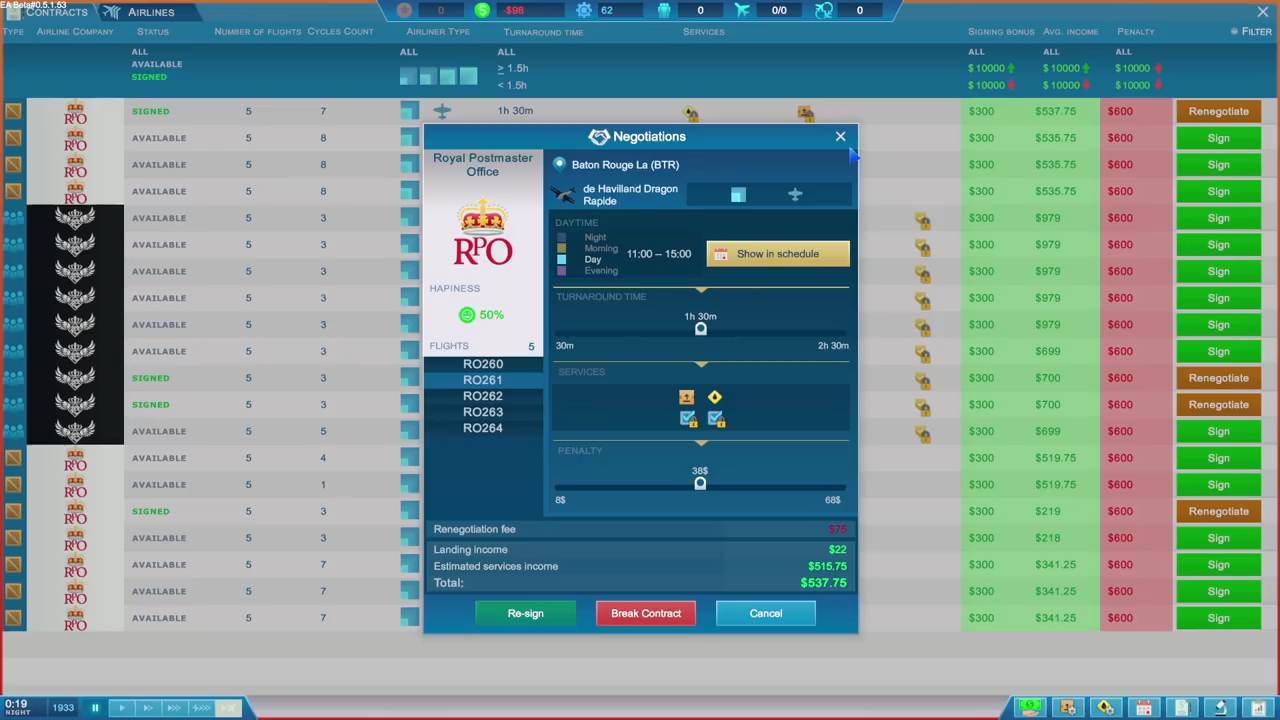 EA Beta#0.5.1.53
CONTRACTS AIRLINES 0 -$98 62 0 0/0 0
TYPE AIRLINE COMPANY STATUS NUMBER OF FLIGHTS CYCLES COUNT AIRLINER TYPE TURNAROUND TIME SERVICES SIGNING BONUS AVG. INCOME PENALTY FILTER
ALL ALL ALL ALL ALL ALL
AVAILABLE ≥ 1.5h $ 10000 $ 10000 $ 10000
SIGNED < 1.5h $ 10000 $ 10000 $ 10000
RPO SIGNED 5 7 1h 30m $300 $537.75 $600 Renegotiate
RPO AVAILABLE 5 8 $300 $535.75 $600 Sign
RPO AVAILABLE 5 8 $300 $535.75 $600 Sign
RPO AVAILABLE 5 8 $300 $535.75 $600 Sign
AVAILABLE 5 3 $300 $979 $600 Sign
AVAILABLE 5 3 $300 $979 $600 Sign
AVAILABLE 5 3 $300 $979 $600 Sign
AVAILABLE 5 3 $300 $979 $600 Sign
AVAILABLE 5 3 $300 $979 $600 Sign
AVAILABLE 5 3 $300 $699 $600 Sign
SIGNED 5 3 $300 $700 $600 Renegotiate
SIGNED 5 3 $300 $700 $600 Renegotiate
AVAILABLE 5 5 $300 $699 $600 Sign
RPO AVAILABLE 5 4 $300 $519.75 $600 Sign
RPO AVAILABLE 5 1 $300 $519.75 $600 Sign
RPO SIGNED 5 3 $300 $219 $600 Renegotiate
RPO AVAILABLE 5 3 $300 $218 $600 Sign
RPO AVAILABLE 5 7 $300 $341.25 $600 Sign
RPO AVAILABLE 5 7 $300 $341.25 $600 Sign
RPO AVAILABLE 5 7 $300 $341.25 $600 Sign
Negotiations
Royal Postmaster
Office
RPO
HAPINESS
50%
FLIGHTS 5
RO260
RO261
RO262
RO263
RO264
Baton Rouge La (BTR)
de Havilland Dragon
Rapide
DAYTIME
Night
Morning
Day
Evening
11:00 -- 15:00
Show in schedule
TURNAROUND TIME
1h 30m
30m 2h 30m
SERVICES
PENALTY
38$
8$ 68$
Renegotiation fee $75
Landing income $22
Estimated services income $515.75
Total: $537.75
Re-sign Break Contract Cancel
0:19 1933
NIGHT